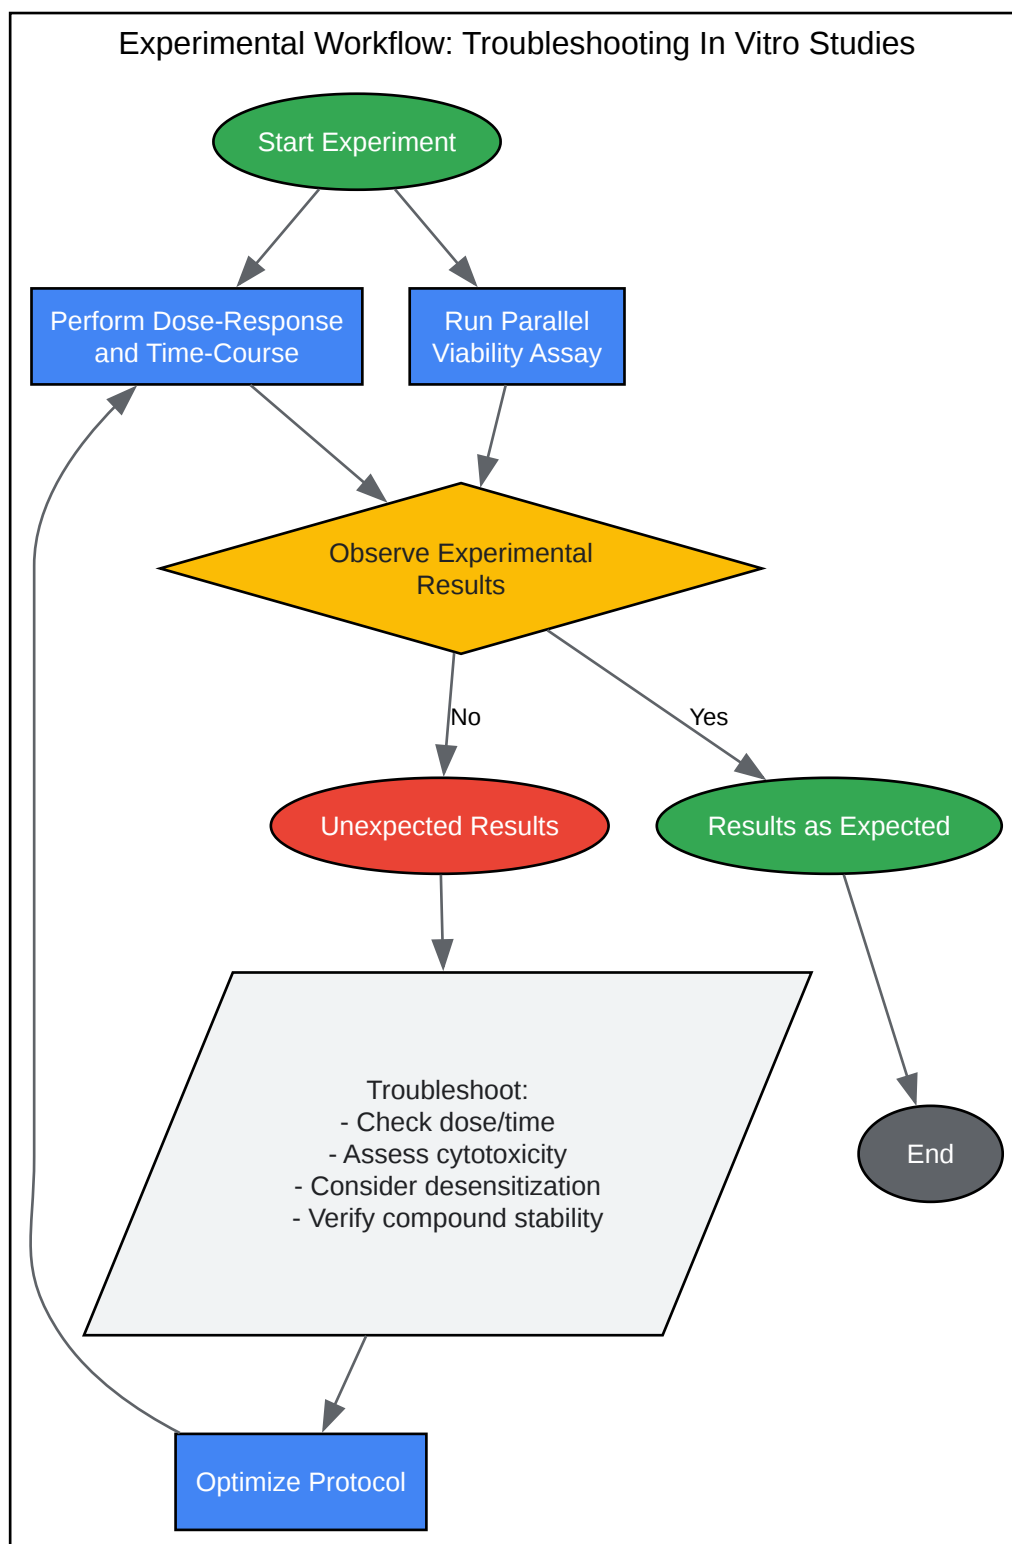 Experimental Workflow: Troubleshooting In Vitro Studies
Start Experiment
Perform Dose-Response
and Time-Course
Run Parallel
Viability Assay
Observe Experimental
Results
No
Yes
Unexpected Results
Results as Expected
Troubleshoot:
- Check dose/time
- Assess cytotoxicity
- Consider desensitization
- Verify compound stability
End
Optimize Protocol